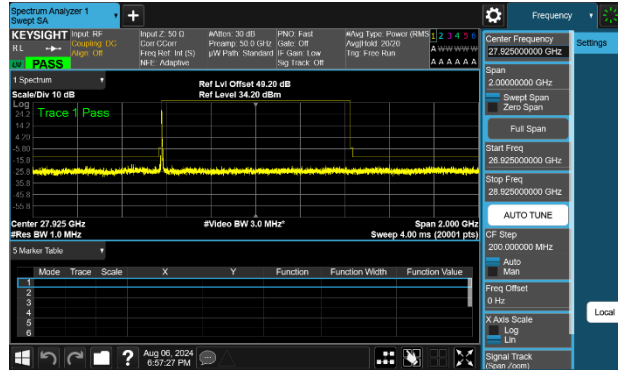 Spectrum Analyzer 1
Swept SA
Frequency
KEYSIGHT
Input: RF
Input Z: 50 Ω
#Atten: 30 dB
PNO: Fast
#Avg Type: Power (RMS
1 2 3 4 5 6
RL
Coupling: DC
Corr CCorr
Preamp: 50.0 GHz
Gate: Off
Avg|Hold: 20/20
A W W W W W
Align: Off
Freq Ref: Int (S)
µW Path: Standard
IF Gain: Low
Trig: Free Run
NFE: Adaptive
Sig Track: Off
A A A A A A
PASS
1 Spectrum
Ref Lvl Offset 49.20 dB
Scale/Div 10 dB
Ref Level 34.20 dBm
Log
Trace 1 Pass
24.2
14.2
4.20
-5.80
-15.8
-25.8
-35.8
-45.8
-55.8
Center 27.925 GHz
#Video BW 3.0 MHz*
Span 2.000 GHz
#Res BW 1.0 MHz
Sweep 4.00 ms (20001 pts)
5 Marker Table
Mode Trace Scale X Y Function Function Width Function Value
1
2
3
4
5
6
Aug 06, 2024
6:57:27 PM
Center Frequency
27.925000000 GHz
Span
2.00000000 GHz
Swept Span
Zero Span
Full Span
Start Freq
26.925000000 GHz
Stop Freq
28.925000000 GHz
AUTO TUNE
CF Step
200.000000 MHz
Auto
Man
Freq Offset
0 Hz
X Axis Scale
Log
Lin
Signal Track
(Span Zoom)
Settings
Local